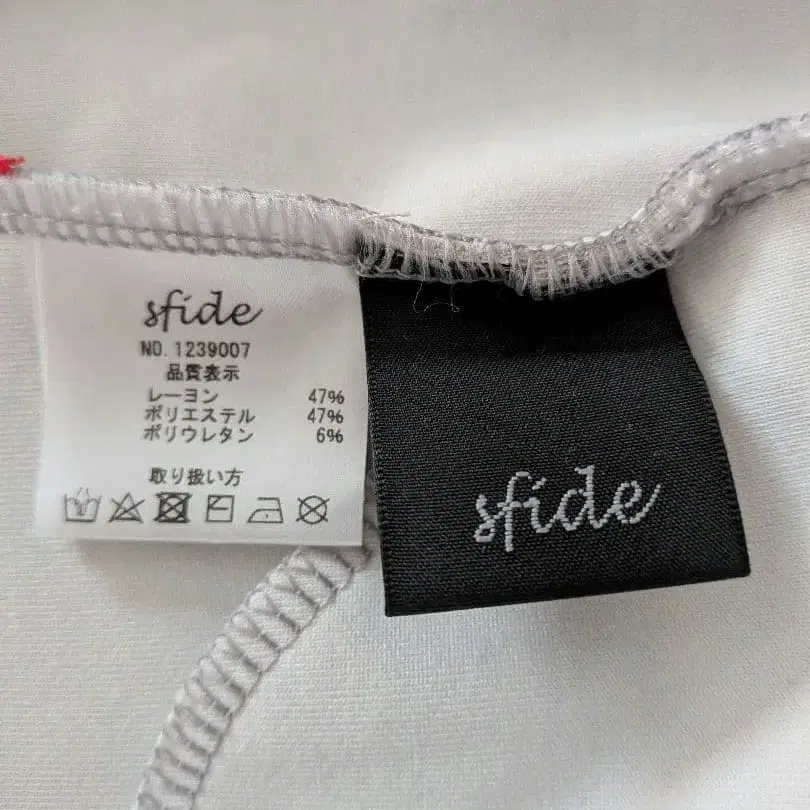 sfide
NO.1239007
品質表示
レーヨン 47%
ポリエステル 47%
ポリウレタン 6%
取り扱い方
sfide